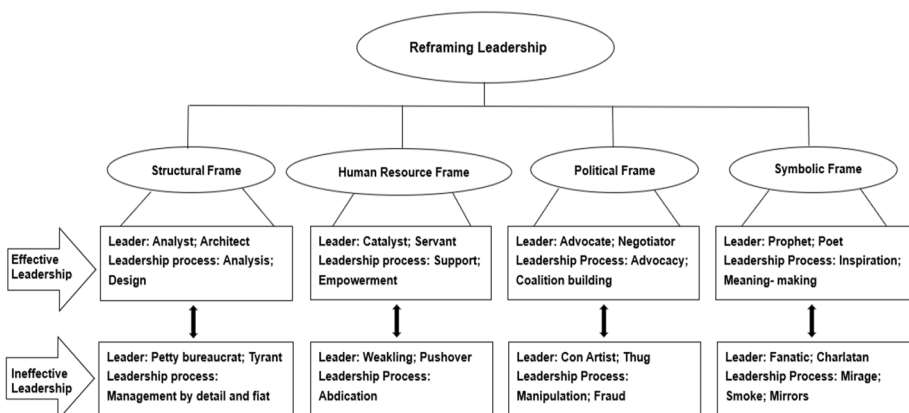 Reframing Leadership
Structural Frame
Human Resource Frame
Political Frame
Symbolic Frame
Effective
Leadership
Leader: Analyst; Architect
Leadership process: Analysis;
Design
Leader: Catalyst; Servant
Leadership process: Support;
Empowerment
Leader: Advocate; Negotiator
Leadership Process: Advocacy;
Coalition building
Leader: Prophet; Poet
Leadership Process: Inspiration;
Meaning- making
Ineffective
Leadership
Leader: Petty bureaucrat; Tyrant
Leadership process:
Management by detail and fiat
Leader: Weakling; Pushover
Leadership Process:
Abdication
Leader: Con Artist; Thug
Leadership Process:
Manipulation; Fraud
Leader: Fanatic; Charlatan
Leadership Process: Mirage;
Smoke; Mirrors